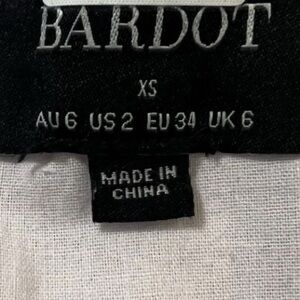 BARDOT
XS
AU 6 US 2 EU 34 UK 6
MADE IN
CHINA